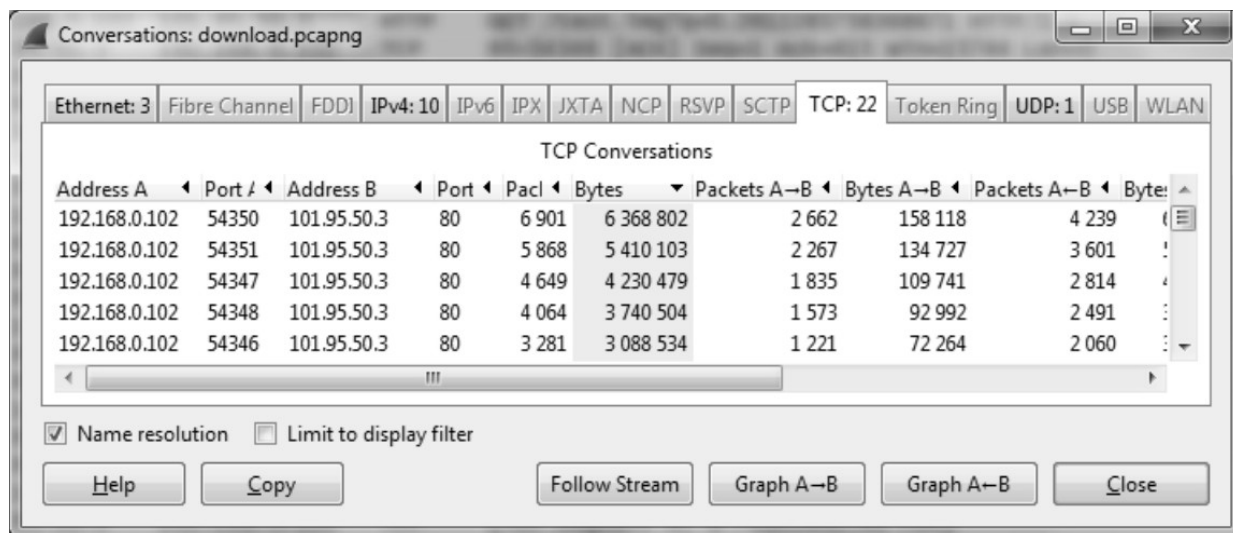 Conversations: download.pcapng
Ethernet: 3 Fibre Channel FDDI IPv4: 10 IPv6 IPX JXTA NCP RSVP SCTP TCP: 22 Token Ring UDP: 1 USB WLAN
TCP Conversations
Address A Port Address B Port Pacl Bytes Packets A→B Bytes A→B Packets A←B Byte:
192.168.0.102 54350 101.95.50.3 80 6 901 6 368 802 2 662 158 118 4 239
192.168.0.102 54351 101.95.50.3 80 5 868 5 410 103 2 267 134 727 3 601
192.168.0.102 54347 101.95.50.3 80 4 649 4 230 479 1 835 109 741 2 814
192.168.0.102 54348 101.95.50.3 80 4 064 3 740 504 1 573 92 992 2 491
192.168.0.102 54346 101.95.50.3 80 3 281 3 088 534 1 221 72 264 2 060
Name resolution Limit to display filter
Help Copy Follow Stream Graph A→B Graph A←B Close